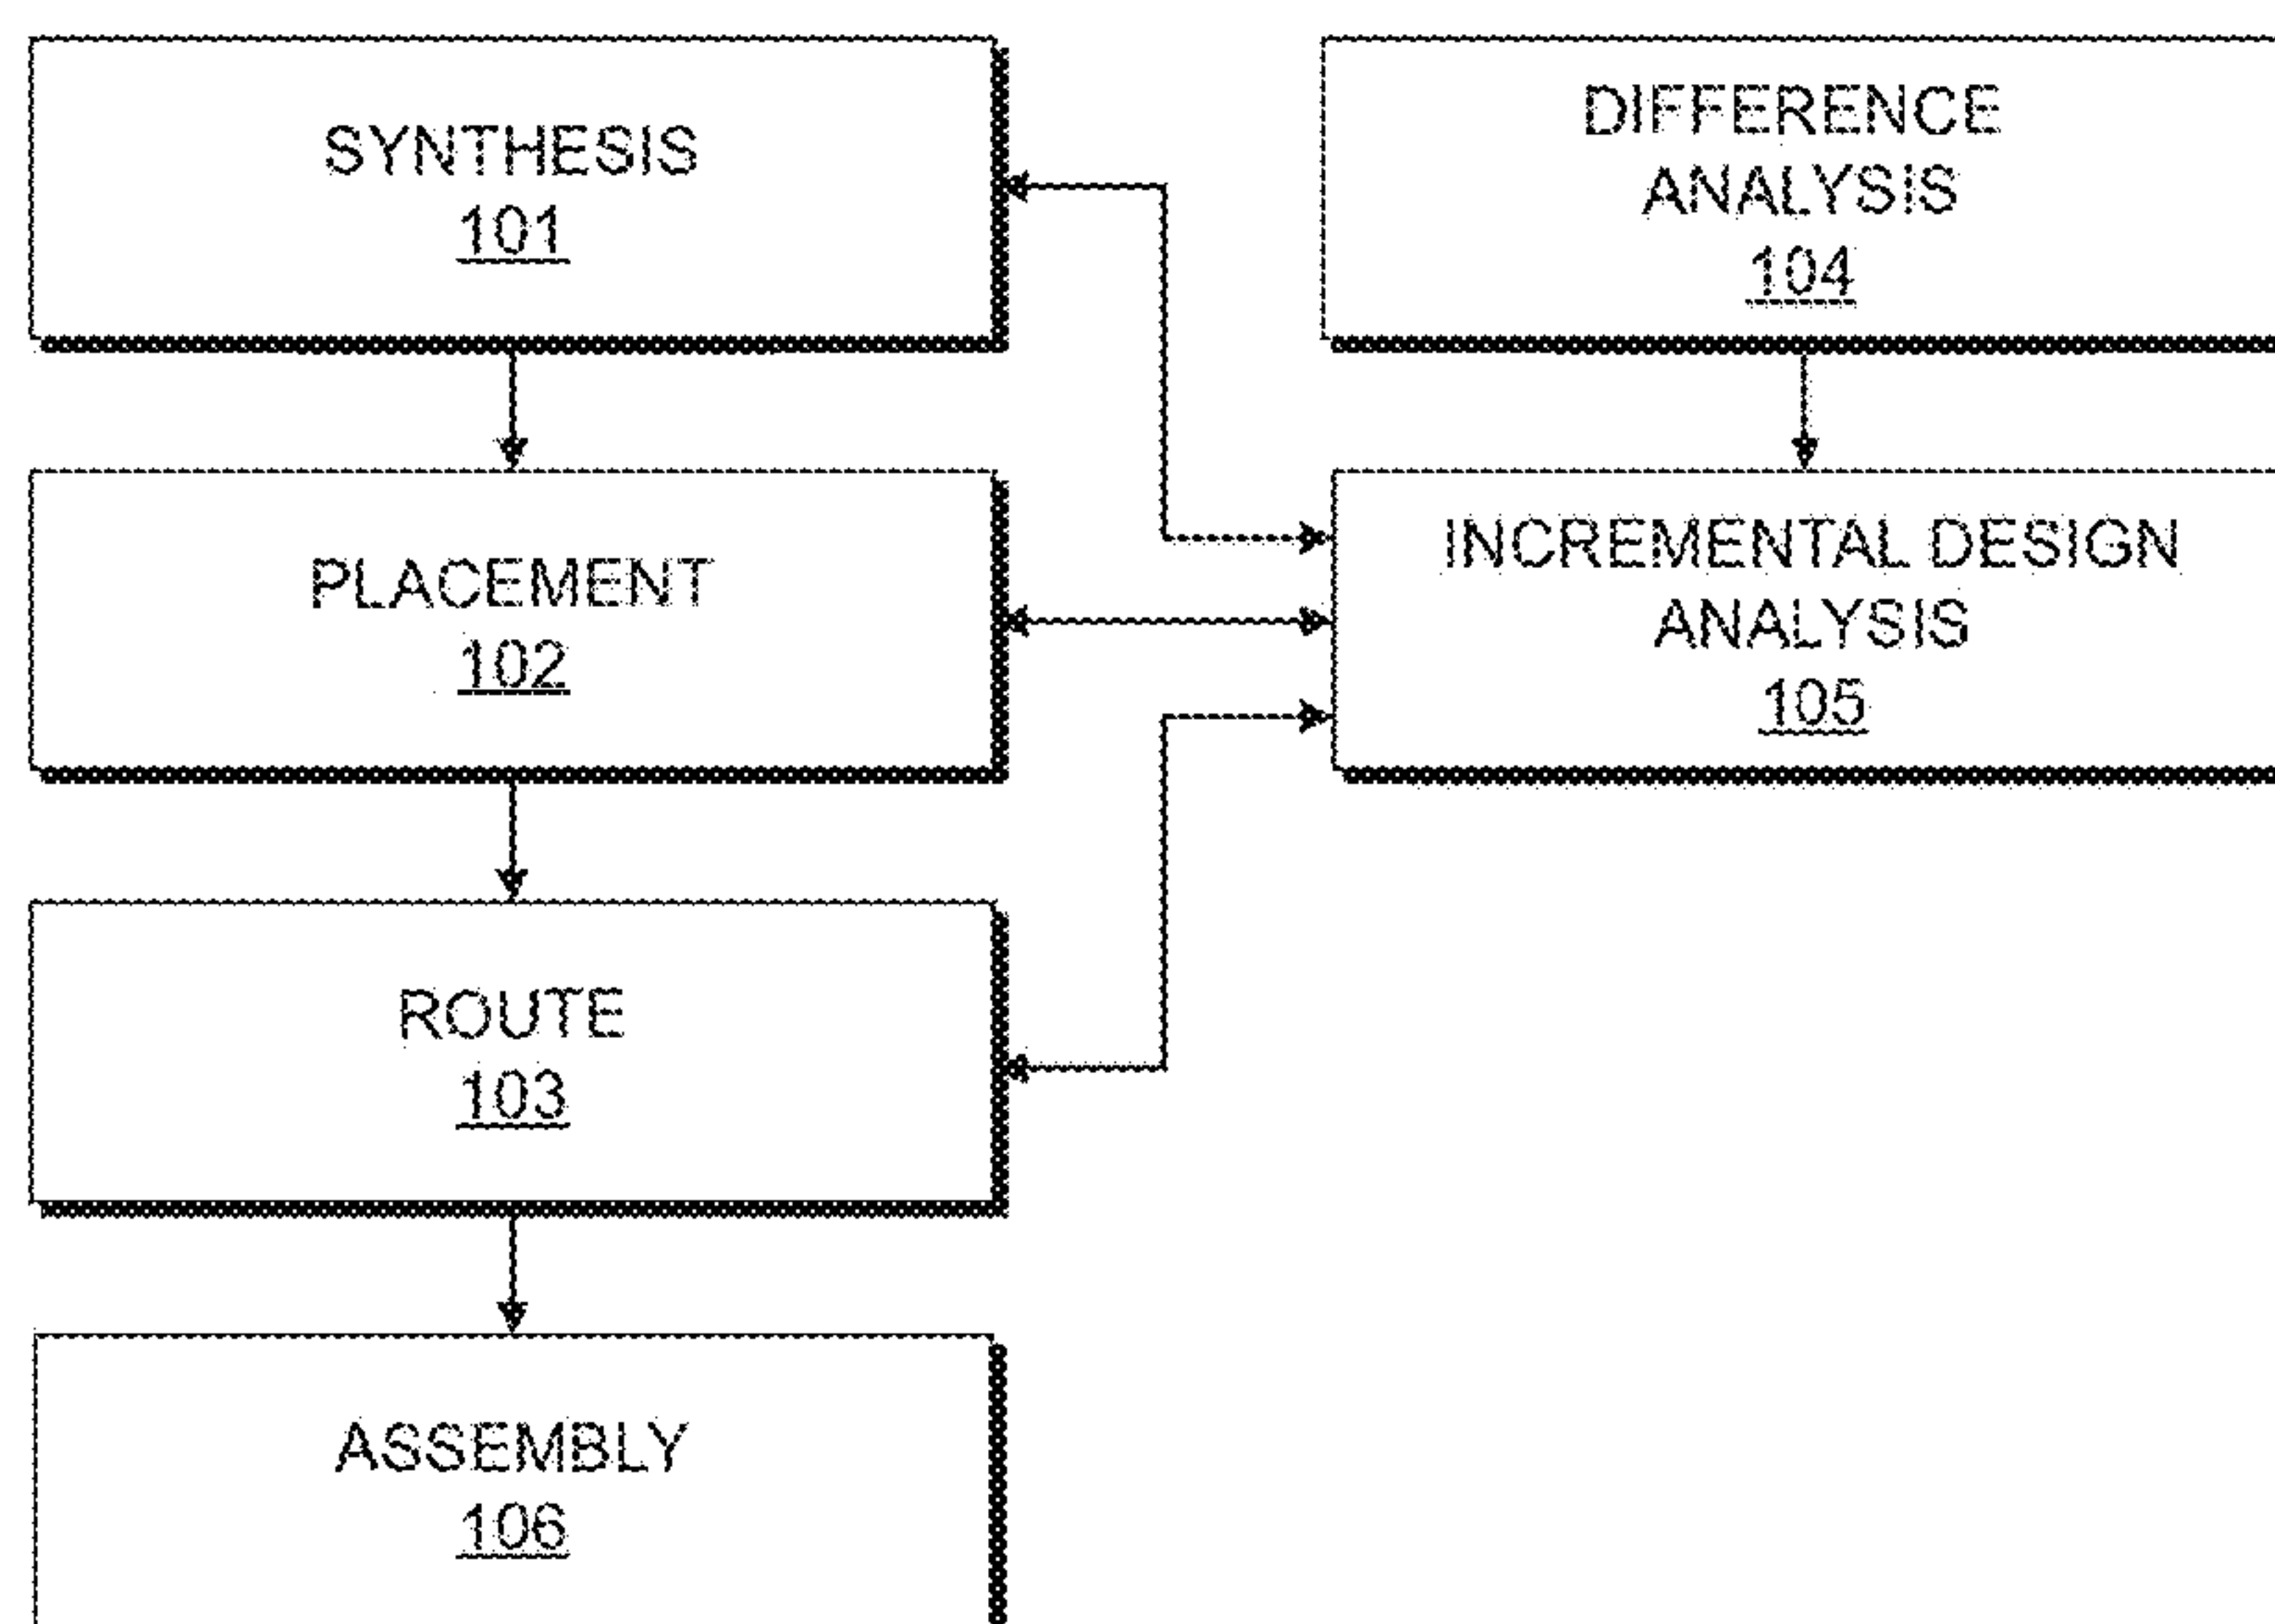 SYNTHESIS
101
DIFFERENCE
ANALYSIS
104
PLACEMENT
102
INCREMENTAL DESIGN
ANALYSIS
105
ROUTE
103
ASSEMBLY
106